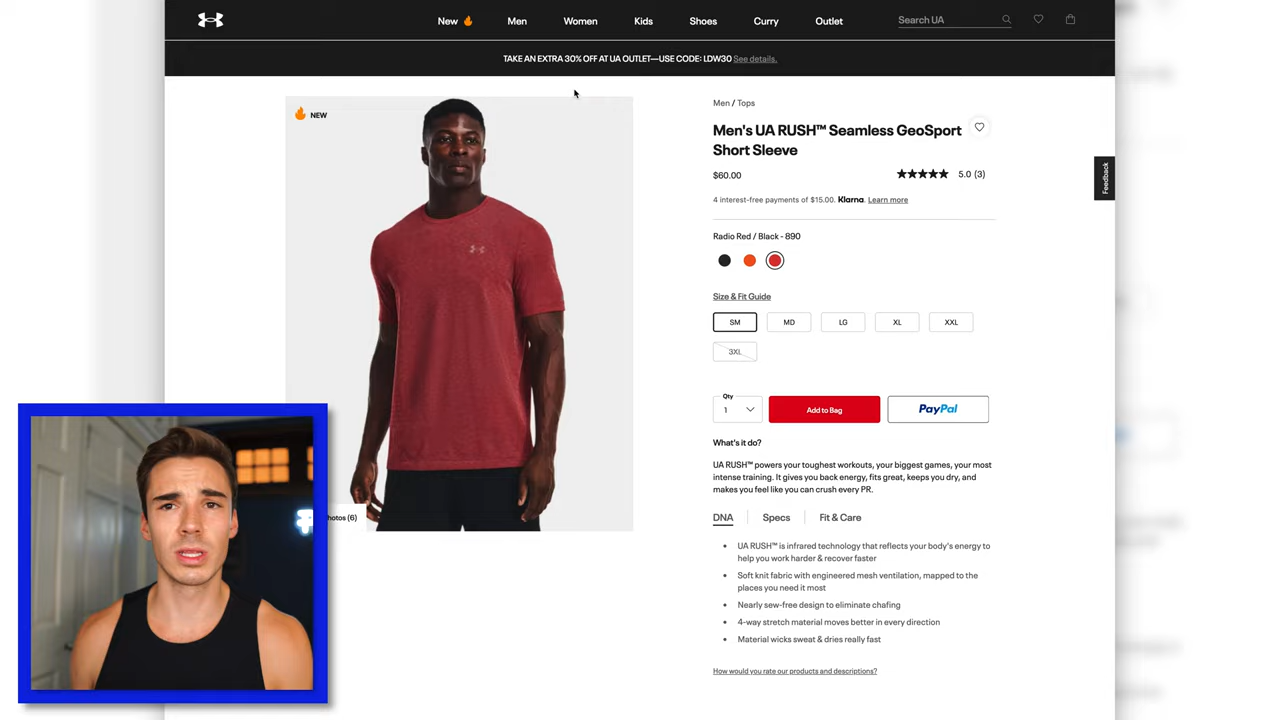 New
Men
Women
Kids
Shoes
Curry
Outlet
Search UA
TAKE AN EXTRA 30% OFF AT UA OUTLET—USE CODE: LDW30 See details.
NEW
Men / Tops
Men's UA RUSH™ Seamless GeoSport
Short Sleeve
$60.00
5.0 (3)
4 interest-free payments of $15.00. Klarna. Learn more
Feedback
Radio Red / Black - 890
Size & Fit Guide
SM
MD
LG
XL
XXL
3XL
Qty
1
Add to Bag
PayPal
What's it do?
UA RUSH™ powers your toughest workouts, your biggest games, your most
intense training. It gives you back energy, fits great, keeps you dry, and
makes you feel like you can crush every PR.
(6)
DNA
Specs
Fit & Care
UA RUSH™ is infrared technology that reflects your body's energy to
help you work harder & recover faster
Soft knit fabric with engineered mesh ventilation, mapped to the
places you need it most
Nearly sew-free design to eliminate chafing
4-way stretch material moves better in every direction
Material wicks sweat & dries really fast
How would you rate our products and descriptions?